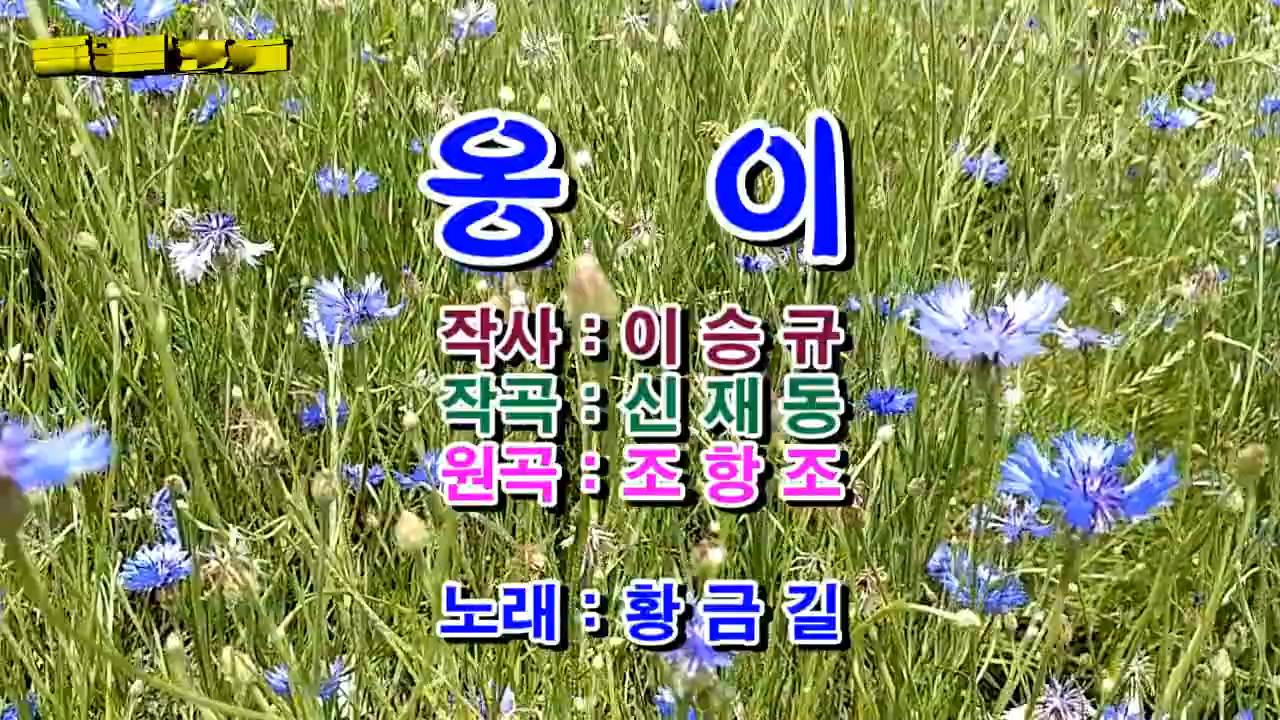 옹 이
작사 : 이 승 규
작곡 : 신 재 동
원곡 : 조 항 조
노래 : 황 금 길